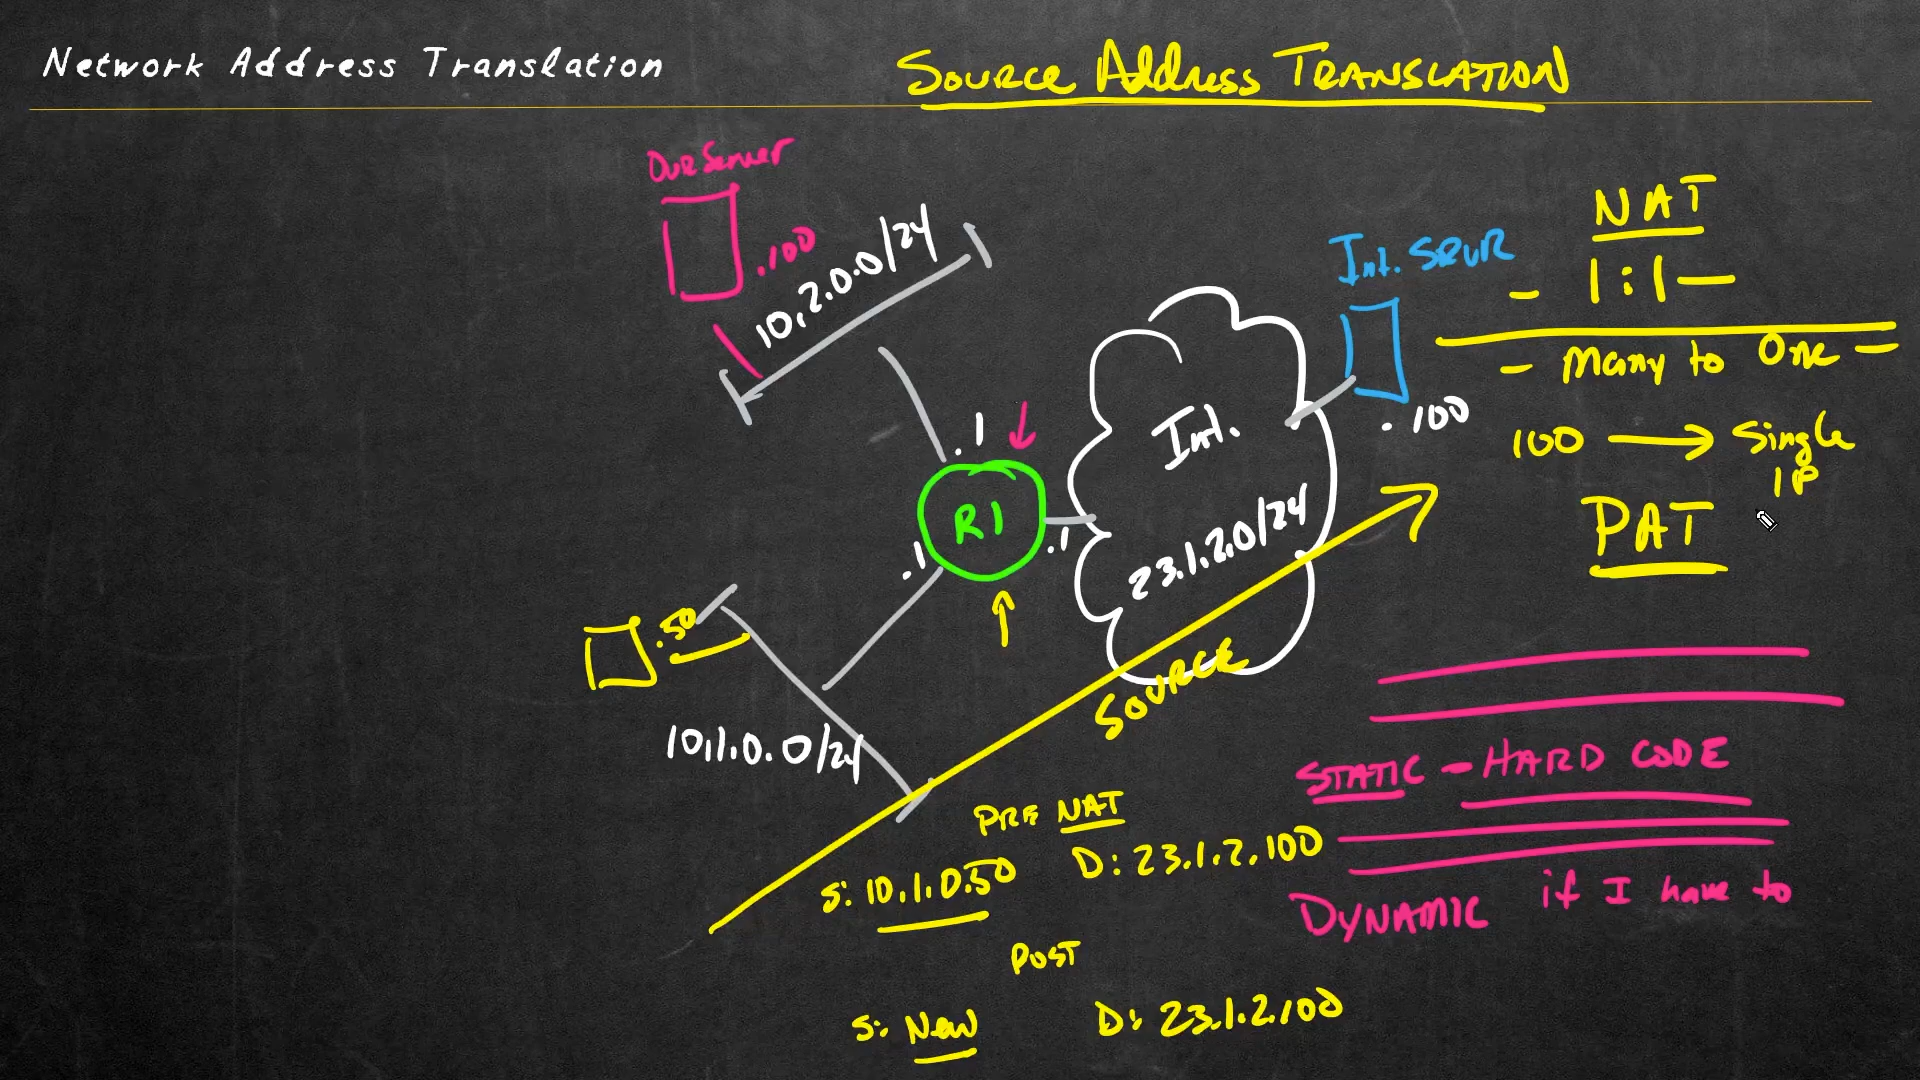 Network Address Translation
SOURCE Address TRANSLATION
OUR Server
.100
10.2.0.0/24
Int. SRVR
.100
NAT
- 1:1 -
- Many to One -
100 → Single
IP
PAT
.1
R1
.1
.1
Int.
23.1.2.0/24
.50
10.1.0.0/24
SOURCE
PRE NAT
S: 10.1.0.50 D: 23.1.2.100
POST
S: New D: 23.1.2.100
STATIC - HARD CODE
DYNAMIC if I have to